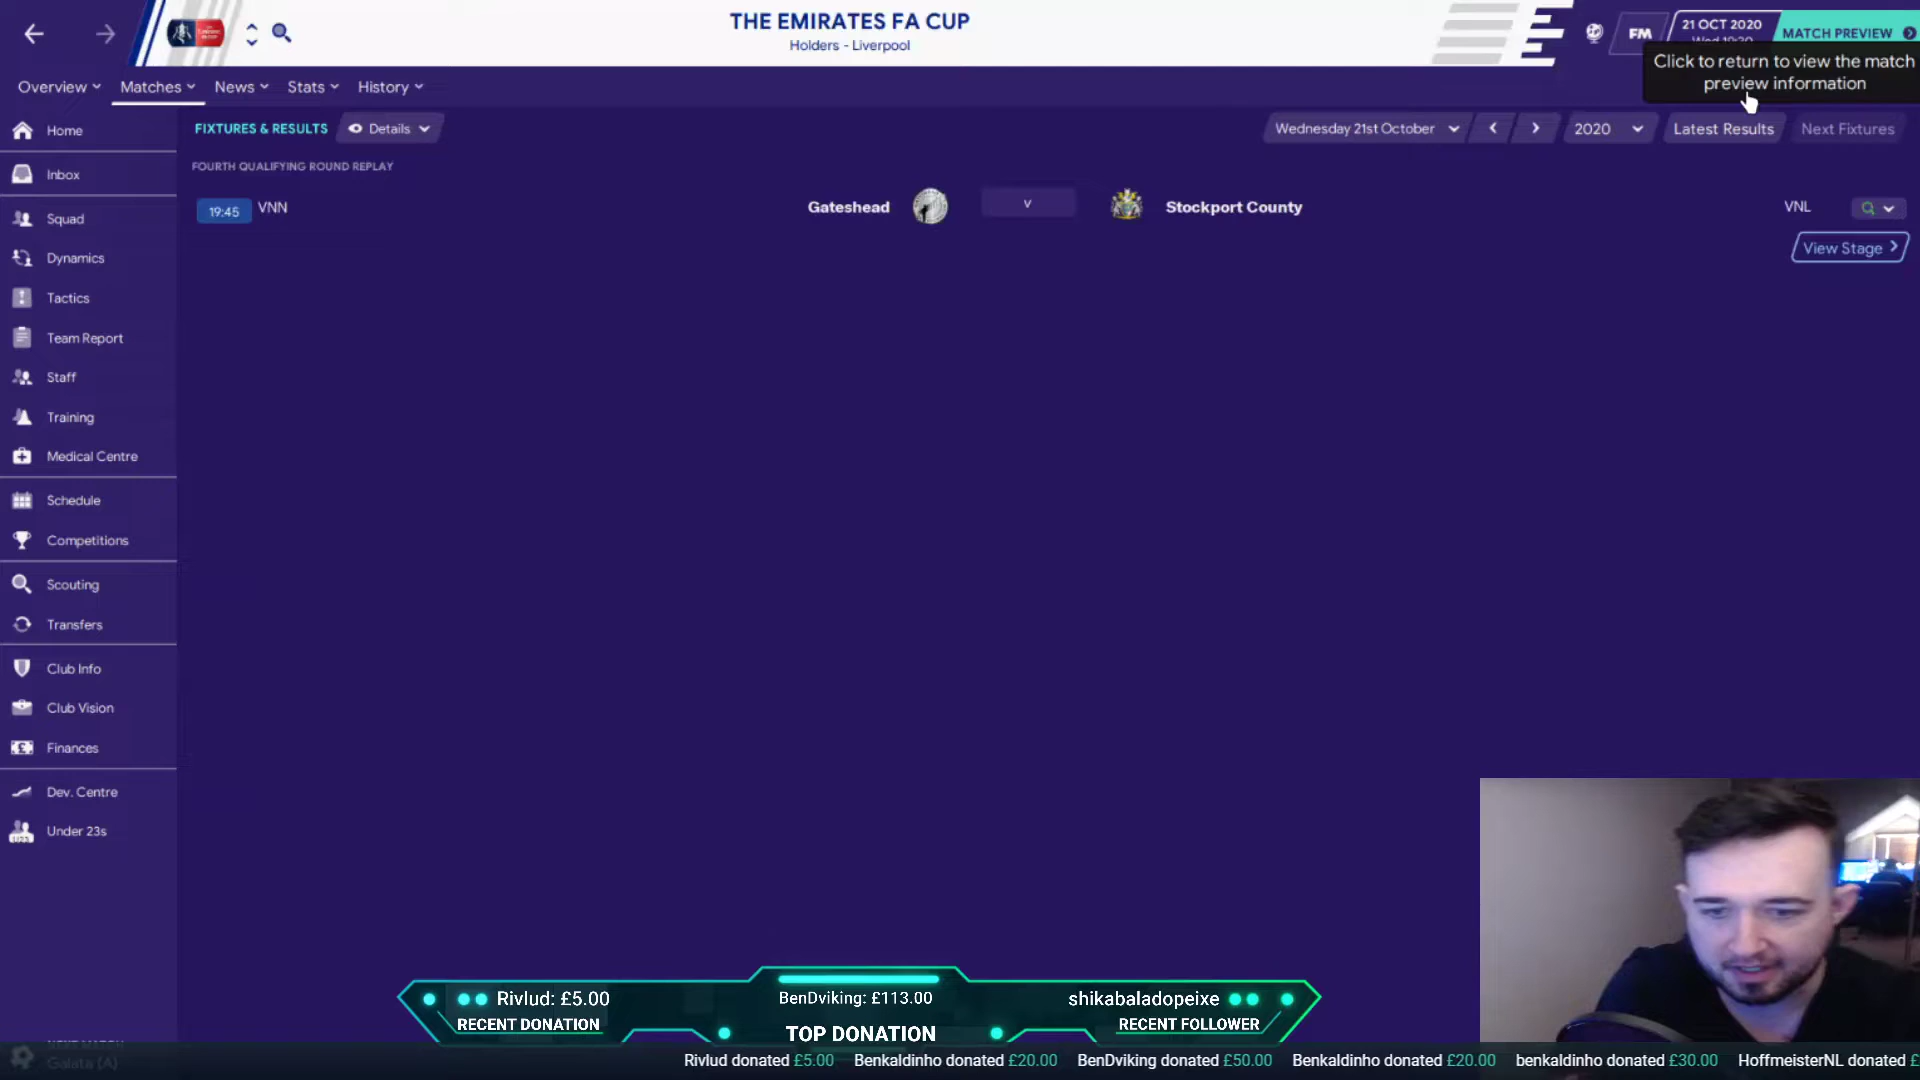 THE EMIRATES FA CUP
Holders - Liverpool
FM
21 OCT 2020
MATCH PREVIEW
Click to return to view the match
preview information
Overview
Matches
News
Stats
History
Home
Inbox
Squad
Dynamics
Tactics
Team Report
Staff
Training
Medical Centre
Schedule
Competitions
Scouting
Transfers
Club Info
Club Vision
Finances
Dev. Centre
Under 23s
Galata (A)
FIXTURES & RESULTS
Details
Wednesday 21st October
2020
Latest Results
Next Fixtures
FOURTH QUALIFYING ROUND REPLAY
19:45 VNN Gateshead v Stockport County VNL
View Stage
Rivlud: £5.00
RECENT DONATION
BenDviking: £113.00
TOP DONATION
shikabaladopeixe
RECENT FOLLOWER
Rivlud donated £5.00 Benkaldinho donated £20.00 BenDviking donated £50.00 Benkaldinho donated £20.00 benkaldinho donated £30.00 HoffmeisterNL donated £